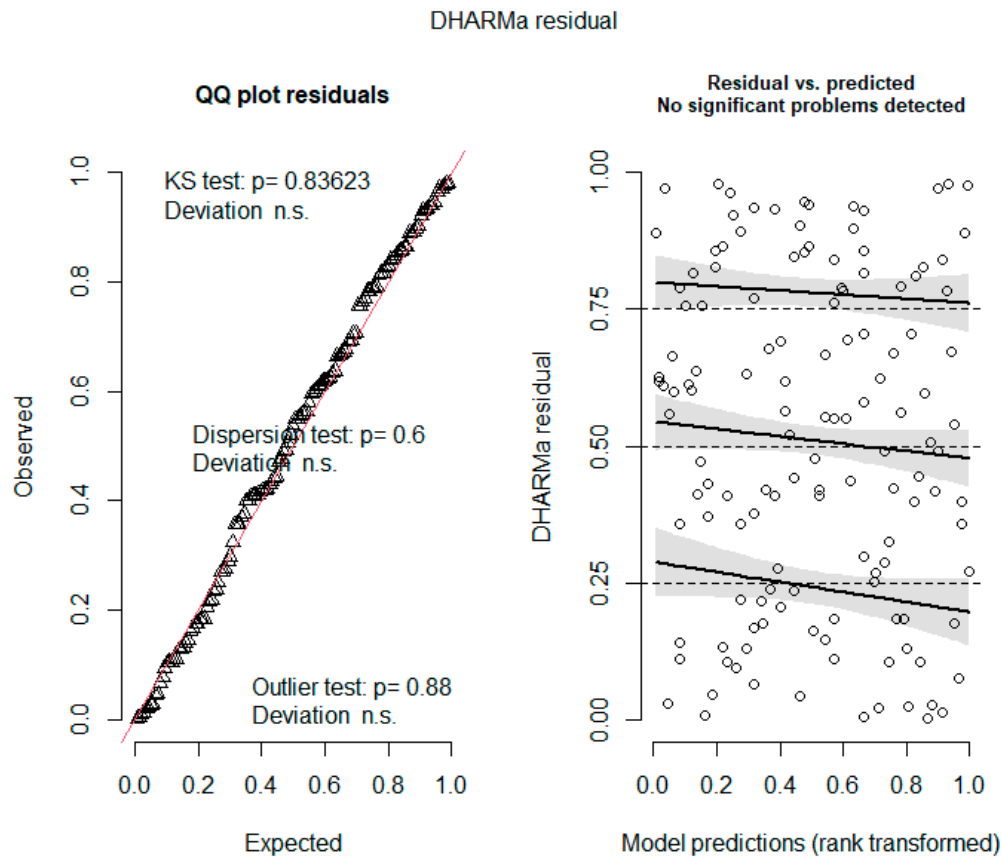 DHARMa residual
QQ plot residuals
KS test: p= 0.83623
Deviation n.s.
Dispersion test: p= 0.6
Deviation n.s.
Outlier test: p= 0.88
Deviation n.s.
Observed
1.0
0.8
0.6
0.4
0.2
0.0
0.0 0.2 0.4 0.6 0.8 1.0
Expected
Residual vs. predicted
No significant problems detected
DHARMa residual
1.00
0.75
0.50
0.25
0.00
0.0 0.2 0.4 0.6 0.8 1.0
Model predictions (rank transformed)